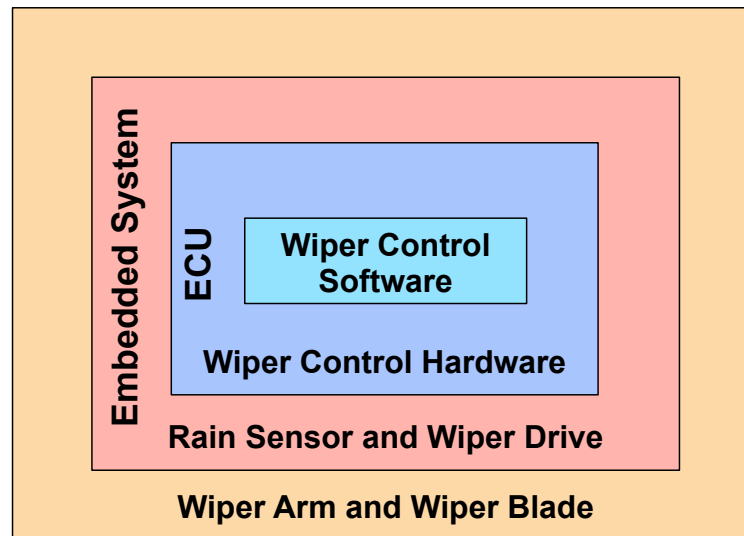 Embedded System
ECU
Wiper Control
Software
Wiper Control Hardware
Rain Sensor and Wiper Drive
Wiper Arm and Wiper Blade